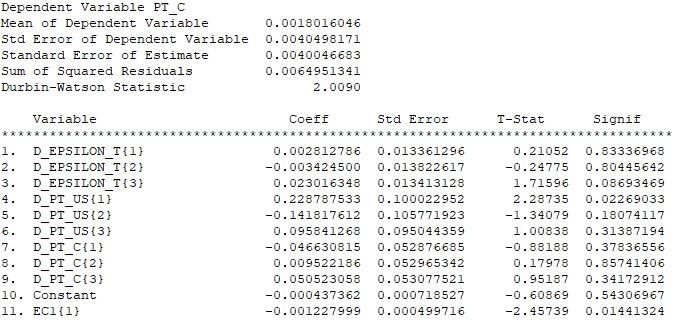 Dependent Variable PT_C
Mean of Dependent Variable 0.0018016046
Std Error of Dependent Variable 0.0040498171
Standard Error of Estimate 0.0040046683
Sum of Squared Residuals 0.0064951341
Durbin-Watson Statistic 2.0090
Variable Coeff Std Error T-Stat Signif
************************************************************************************
1. D_EPSILON_T{1} 0.002812786 0.013361296 0.21052 0.83336968
2. D_EPSILON_T{2} -0.003424500 0.013822617 -0.24775 0.80445642
3. D_EPSILON_T{3} 0.023016348 0.013413128 1.71596 0.08693469
4. D_PT_US{1} 0.228787533 0.100022952 2.28735 0.02269033
5. D_PT_US{2} -0.141817612 0.105771923 -1.34079 0.18074117
6. D_PT_US{3} 0.095841268 0.095044359 1.00838 0.31387194
7. D_PT_C{1} -0.046630815 0.052876685 -0.88188 0.37836556
8. D_PT_C{2} 0.009522186 0.052965342 0.17978 0.85741406
9. D_PT_C{3} 0.050523058 0.053077521 0.95187 0.34172912
10. Constant -0.000437362 0.000718527 -0.60869 0.54306967
11. EC1{1} -0.001227999 0.000499716 -2.45739 0.01441324